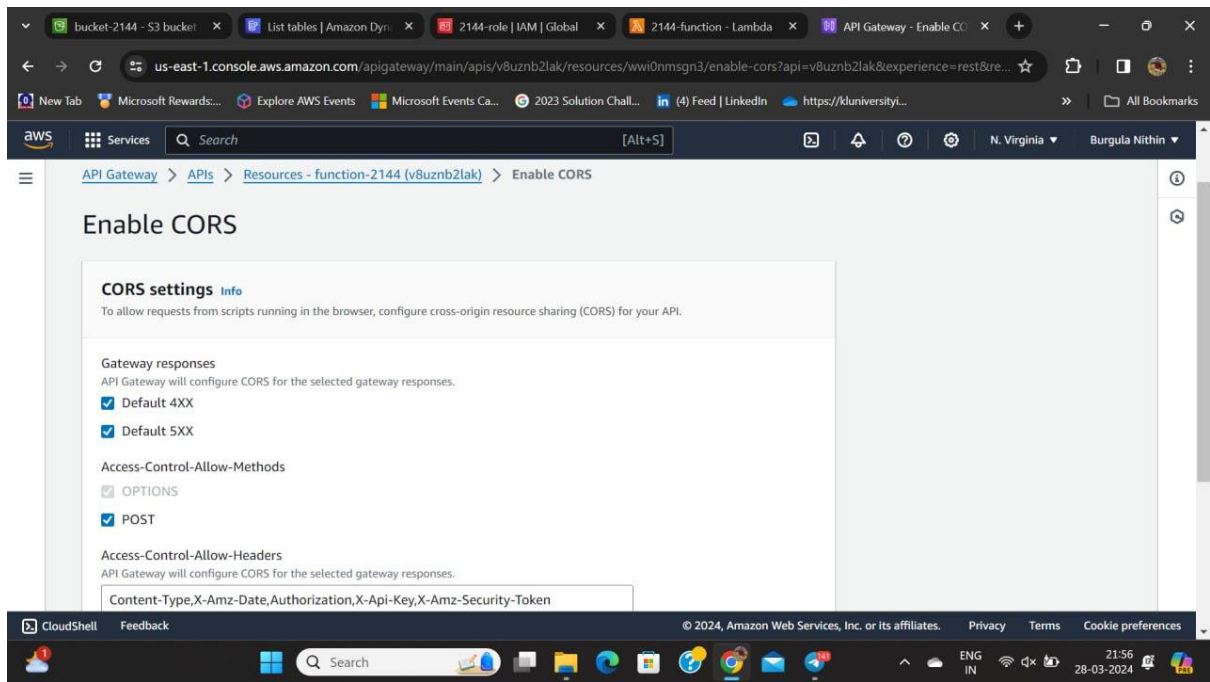 bucket-2144 - S3 bucket
List tables | Amazon Dyn
2144-role | IAM | Global
2144-function - Lambda
API Gateway - Enable CO
us-east-1.console.aws.amazon.com/apigateway/main/apis/v8uznb2lak/resources/wwi0nmsgn3/enable-cors?api=v8uznb2lak&experience=rest&re...
New Tab
Microsoft Rewards:...
Explore AWS Events
Microsoft Events Ca...
2023 Solution Chall...
(4) Feed | LinkedIn
https://kluniversityi...
»
All Bookmarks
aws
Services
Search
[Alt+S]
N. Virginia ▼
Burgula Nithin ▼
API Gateway > APIs > Resources - function-2144 (v8uznb2lak) > Enable CORS
Enable CORS
CORS settings Info
To allow requests from scripts running in the browser, configure cross-origin resource sharing (CORS) for your API.
Gateway responses
API Gateway will configure CORS for the selected gateway responses.
Default 4XX
Default 5XX
Access-Control-Allow-Methods
OPTIONS
POST
Access-Control-Allow-Headers
API Gateway will configure CORS for the selected gateway responses.
Content-Type,X-Amz-Date,Authorization,X-Api-Key,X-Amz-Security-Token
CloudShell
Feedback
© 2024, Amazon Web Services, Inc. or its affiliates.
Privacy
Terms
Cookie preferences
1
Search
141
ENG
IN
21:56
28-03-2024
PRE